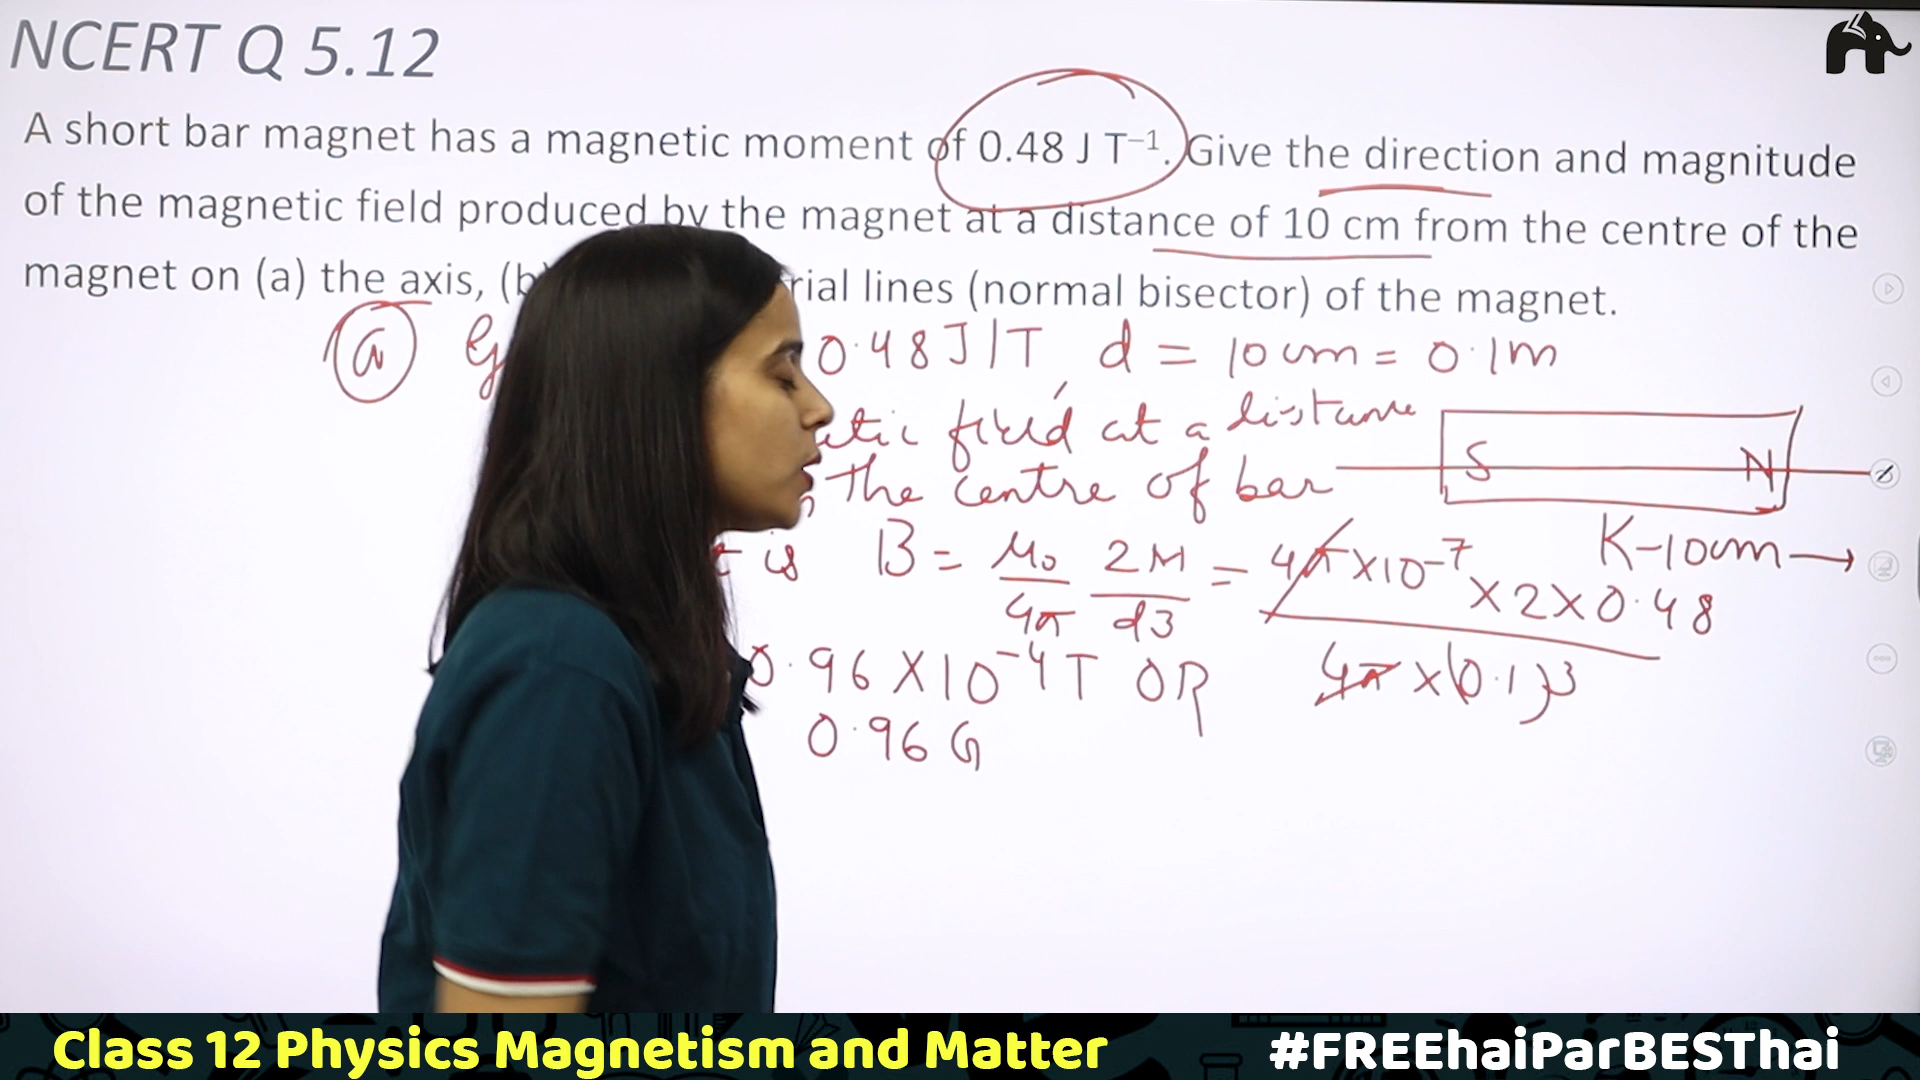 NCERT Q 5.12
A short bar magnet has a magnetic moment of 0.48 J T⁻¹. Give the direction and magnitude
of the magnetic field produced by the magnet at a distance of 10 cm from the centre of the
magnet on (a) the axis, (b) rial lines (normal bisector) of the magnet.
(a) 0.48 J/T d = 10 cm = 0.1m
etic field at a distance
the centre of bar
S N
is B = μ₀/4π 2M/d3 = 4π×10⁻⁷ × 2×0.48 / 4π×(0.1)3
K-10cm→
0.96 × 10⁻⁴ T OR
0.96 G
Class 12 Physics Magnetism and Matter
#FREEhaiParBESThai